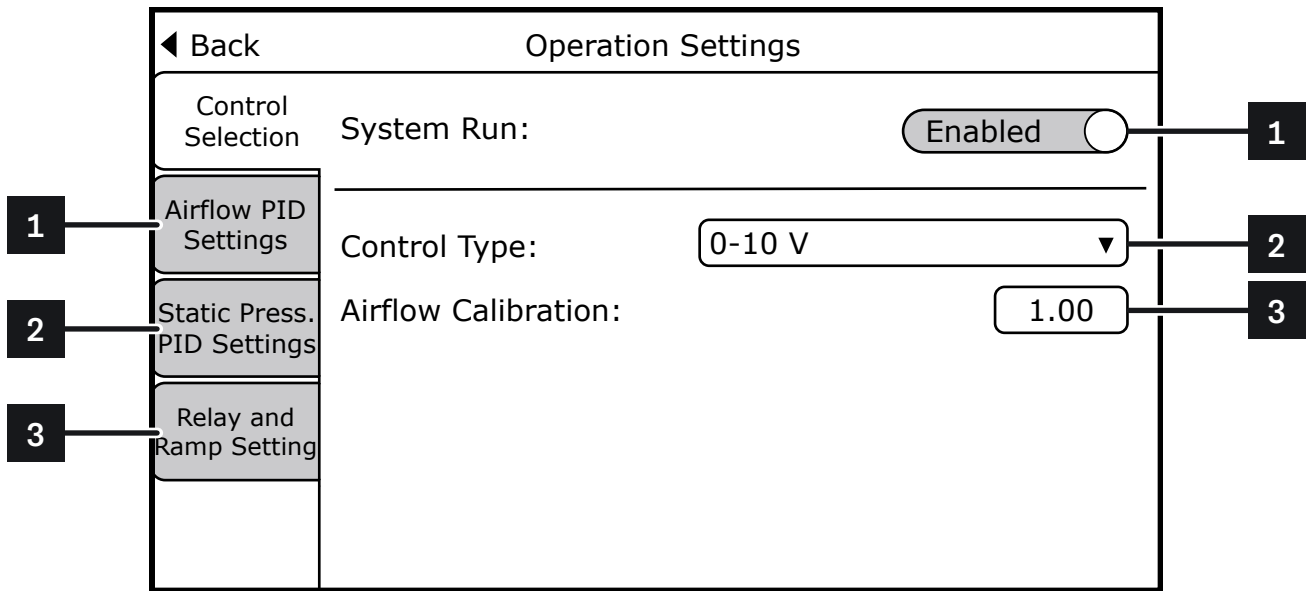 Back
Operation Settings
Control
Selection
System Run:
Enabled
1
1
Airflow PID
Settings
Control Type:
0-10 V
2
2
Static Press.
PID Settings
Airflow Calibration:
1.00
3
3
Relay and
Ramp Setting